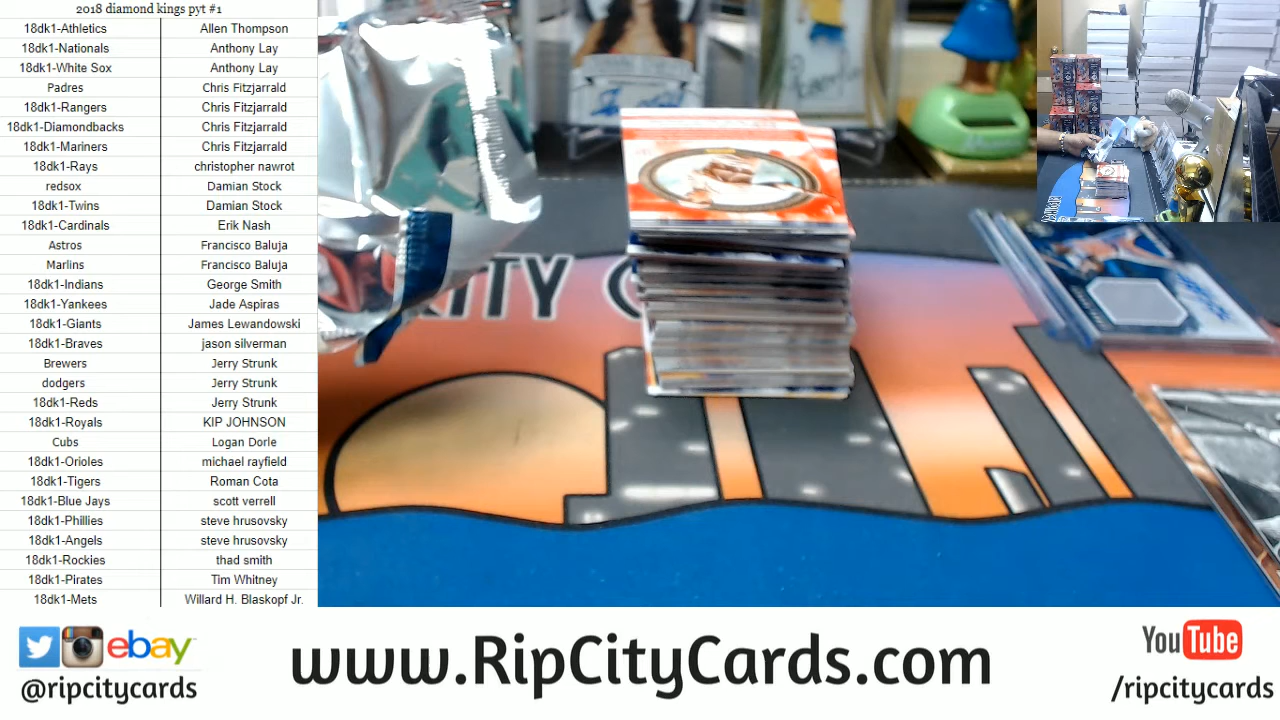 2018 diamond kings pyt #1
18dk1-Athletics Allen Thompson
18dk1-Nationals Anthony Lay
18dk1-White Sox Anthony Lay
Padres Chris Fitzjarrald
18dk1-Rangers Chris Fitzjarrald
18dk1-Diamondbacks Chris Fitzjarrald
18dk1-Mariners Chris Fitzjarrald
18dk1-Rays christopher nawrot
redsox Damian Stock
18dk1-Twins Damian Stock
18dk1-Cardinals Erik Nash
Astros Francisco Baluja
Marlins Francisco Baluja
18dk1-Indians George Smith
18dk1-Yankees Jade Aspiras
18dk1-Giants James Lewandowski
18dk1-Braves jason silverman
Brewers Jerry Strunk
dodgers Jerry Strunk
18dk1-Reds Jerry Strunk
18dk1-Royals KIP JOHNSON
Cubs Logan Dorle
18dk1-Orioles michael rayfield
18dk1-Tigers Roman Cota
18dk1-Blue Jays scott verrell
18dk1-Phillies steve hrusovsky
18dk1-Angels steve hrusovsky
18dk1-Rockies thad smith
18dk1-Pirates Tim Whitney
18dk1-Mets Willard H. Blaskopf Jr.
ITY C
ebay
@ripcitycards
www.RipCityCards.com
YouTube
/ripcitycards